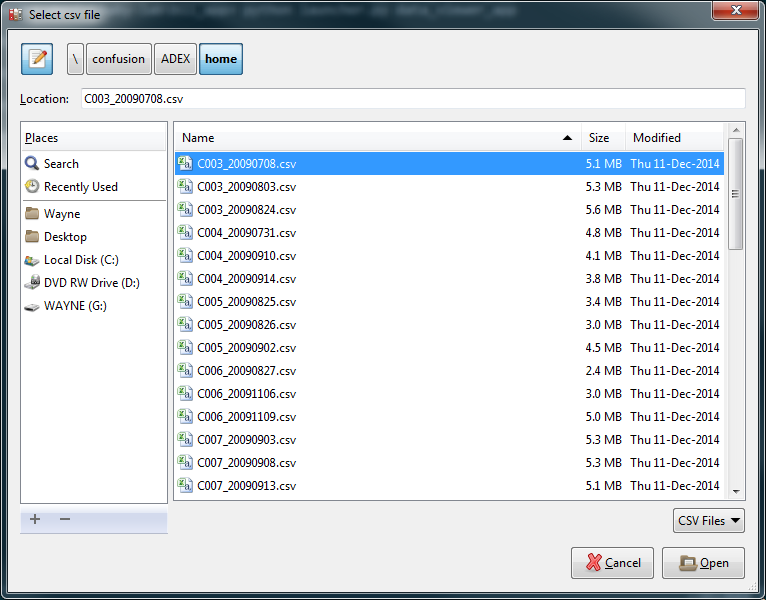 Select csv file
\ confusion ADEX home
Location: C003_20090708.csv
Places
Search
Recently Used
Wayne
Desktop
Local Disk (C:)
DVD RW Drive (D:)
WAYNE (G:)
Name Size Modified
C003_20090708.csv 5.1 MB Thu 11-Dec-2014
C003_20090803.csv 5.3 MB Thu 11-Dec-2014
C003_20090824.csv 5.6 MB Thu 11-Dec-2014
C004_20090731.csv 4.8 MB Thu 11-Dec-2014
C004_20090910.csv 4.1 MB Thu 11-Dec-2014
C004_20090914.csv 3.8 MB Thu 11-Dec-2014
C005_20090825.csv 3.4 MB Thu 11-Dec-2014
C005_20090826.csv 3.0 MB Thu 11-Dec-2014
C005_20090902.csv 4.5 MB Thu 11-Dec-2014
C006_20090827.csv 2.4 MB Thu 11-Dec-2014
C006_20091106.csv 3.0 MB Thu 11-Dec-2014
C006_20091109.csv 5.0 MB Thu 11-Dec-2014
C007_20090903.csv 5.3 MB Thu 11-Dec-2014
C007_20090908.csv 5.3 MB Thu 11-Dec-2014
C007_20090913.csv 5.1 MB Thu 11-Dec-2014
CSV Files
Cancel Open